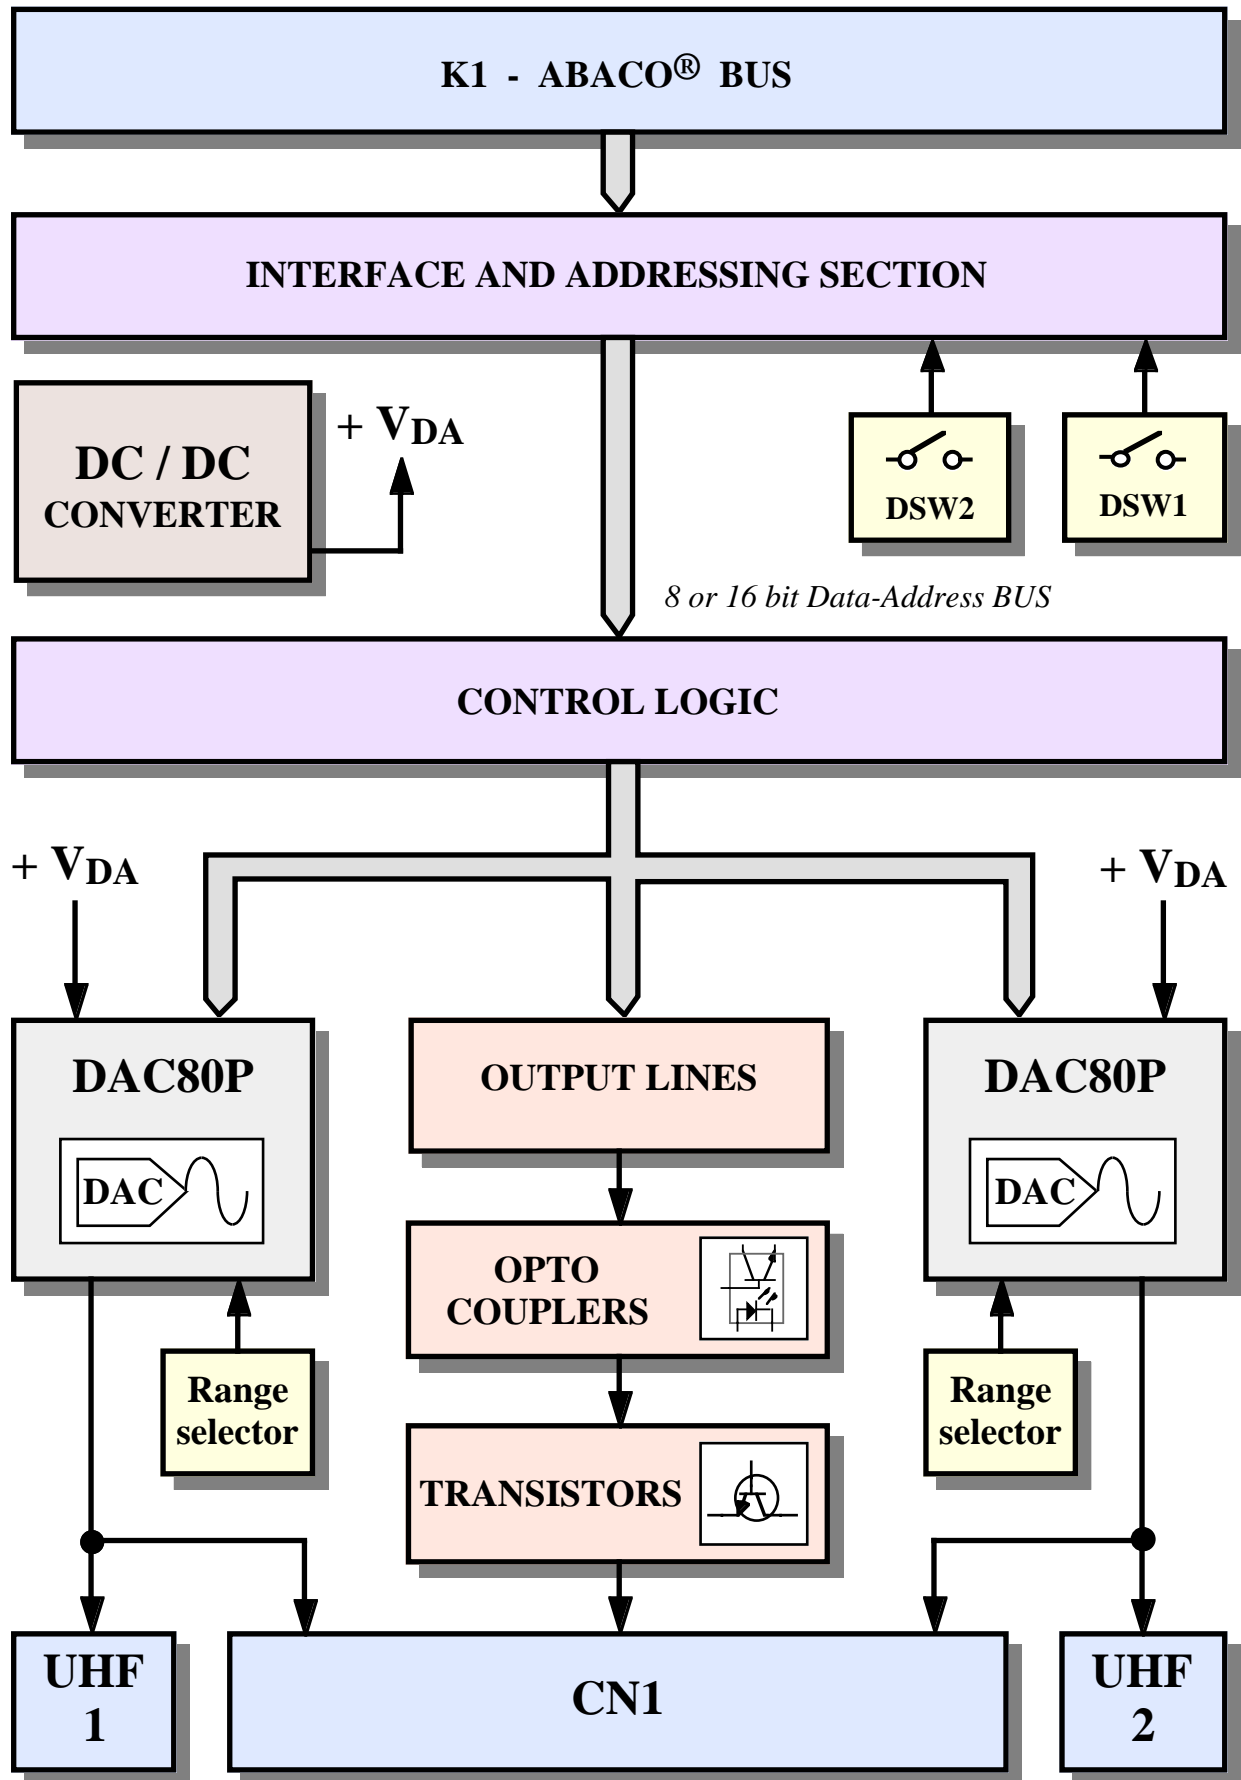 K1 - ABACO® BUS
INTERFACE AND ADDRESSING SECTION
DC / DC
CONVERTER
+ VDA
DSW2
DSW1
8 or 16 bit Data-Address BUS
CONTROL LOGIC
+ VDA
+ VDA
DAC80P
DAC
OUTPUT LINES
DAC80P
DAC
OPTO
COUPLERS
Range
selector
Range
selector
TRANSISTORS
UHF
1
CN1
UHF
2